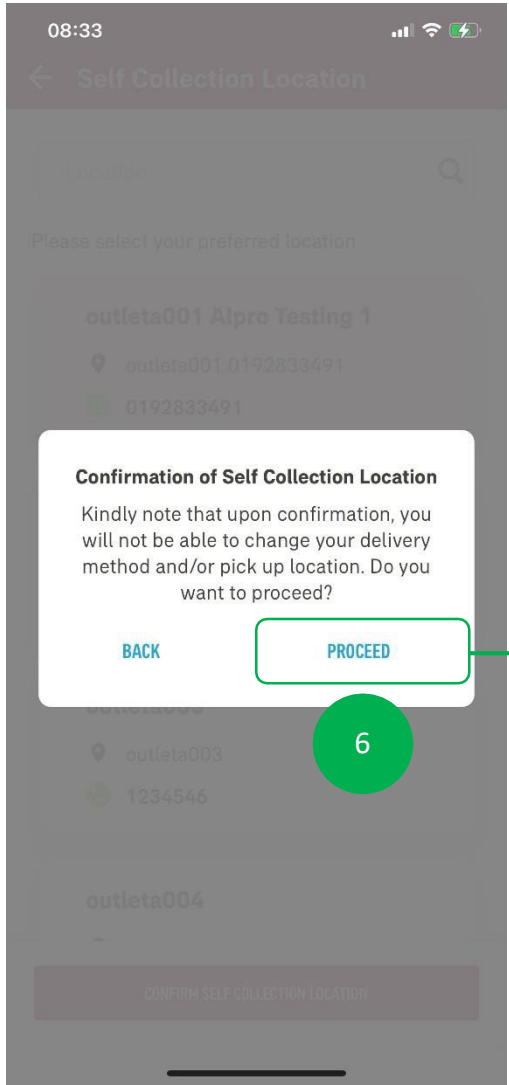 08:33
Self Collection Location
Location
Please select your preferred location
outleta001 Alpro Testing 1
outleta001,0192833491
0192833491
Confirmation of Self Collection Location
Kindly note that upon confirmation, you
will not be able to change your delivery
method and/or pick up location. Do you
want to proceed?
BACK
PROCEED
6
outleta003
outleta003
1234546
outleta004
CONFIRM SELF COLLECTION LOCATION